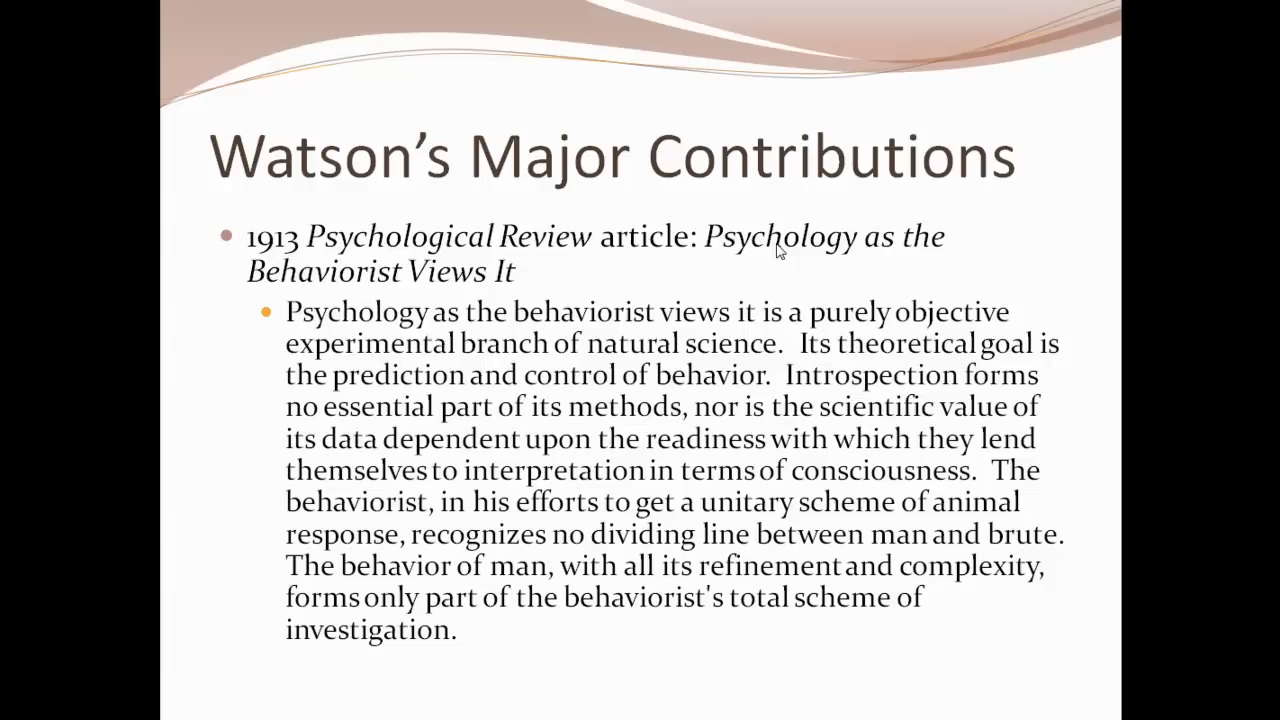 Watson’s Major Contributions
1913 Psychological Review article: Psychology as the
Behaviorist Views It
Psychology as the behaviorist views it is a purely objective
experimental branch of natural science.  Its theoretical goal is
the prediction and control of behavior.  Introspection forms
no essential part of its methods, nor is the scientific value of
its data dependent upon the readiness with which they lend
themselves to interpretation in terms of consciousness.  The
behaviorist, in his efforts to get a unitary scheme of animal
response, recognizes no dividing line between man and brute.
The behavior of man, with all its refinement and complexity,
forms only part of the behaviorist's total scheme of
investigation.